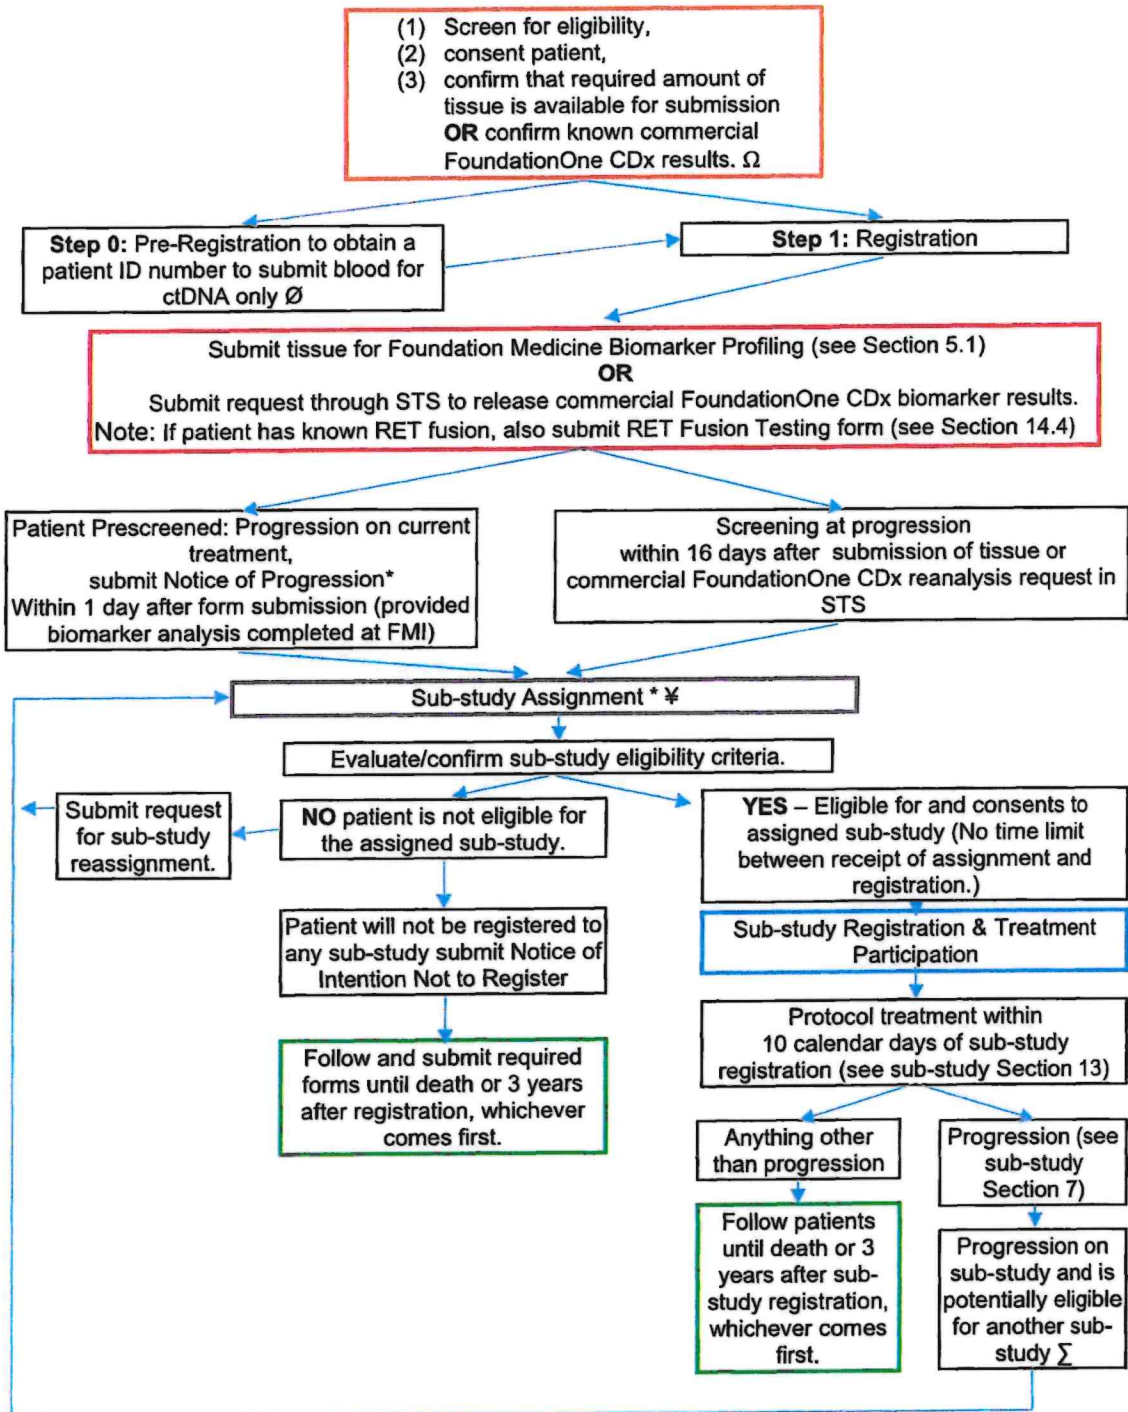 (1) Screen for eligibility,
(2) consent patient,
(3) confirm that required amount of
tissue is available for submission
OR confirm known commercial
FoundationOne CDx results. Ω
Step 0: Pre-Registration to obtain a
patient ID number to submit blood for
ctDNA only Ø
Step 1: Registration
Submit tissue for Foundation Medicine Biomarker Profiling (see Section 5.1)
OR
Submit request through STS to release commercial FoundationOne CDx biomarker results.
Note: If patient has known RET fusion, also submit RET Fusion Testing form (see Section 14.4)
Patient Prescreened: Progression on current
treatment,
submit Notice of Progression*
Within 1 day after form submission (provided
biomarker analysis completed at FMI)
Screening at progression
within 16 days after submission of tissue or
commercial FoundationOne CDx reanalysis request in
STS
Sub-study Assignment * ¥
Evaluate/confirm sub-study eligibility criteria.
Submit request
for sub-study
reassignment.
NO patient is not eligible for
the assigned sub-study.
YES – Eligible for and consents to
assigned sub-study (No time limit
between receipt of assignment and
registration.)
Patient will not be registered to
any sub-study submit Notice of
Intention Not to Register
Sub-study Registration & Treatment
Participation
Follow and submit required
forms until death or 3 years
after registration, whichever
comes first.
Protocol treatment within
10 calendar days of sub-study
registration (see sub-study Section 13)
Anything other
than progression
Progression (see
sub-study
Section 7)
Follow patients
until death or 3
years after sub-
study registration,
whichever comes
first.
Progression on
sub-study and is
potentially eligible
for another sub-
study ∑